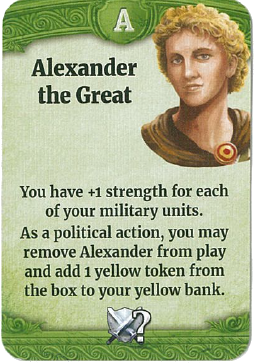 A
Alexander
the Great
You have +1 strength for each
of your military units.
As a political action, you may
remove Alexander from play
and add 1 yellow token from
the box to your yellow bank.
?